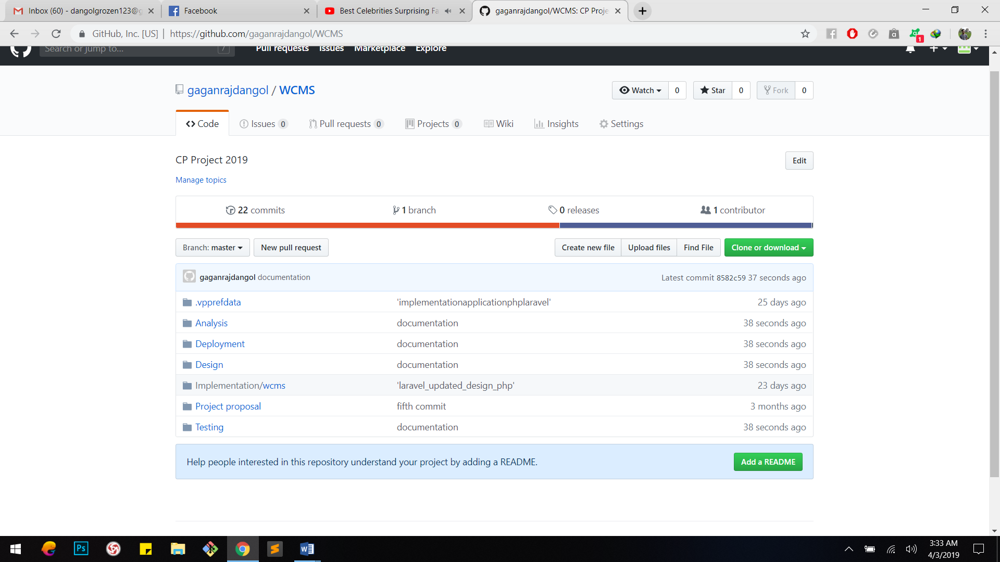 Inbox (60) - dangolgrozen123@g
Facebook
Best Celebrities Surprising Fa
gaganrajdangol/WCMS: CP Proje
GitHub, Inc. [US] | https://github.com/gaganrajdangol/WCMS
1
Search or jump to...
/
Pull requests Issues Marketplace Explore
gaganrajdangol / WCMS
Watch 0
Star 0
Fork 0
Code
Issues 0
Pull requests 0
Projects 0
Wiki
Insights
Settings
CP Project 2019
Edit
Manage topics
22 commits
1 branch
0 releases
1 contributor
Branch: master
New pull request
Create new file
Upload files
Find File
Clone or download
gaganrajdangol documentation
Latest commit 8582c59 37 seconds ago
.vpprefdata 'implementationapplicationphplaravel' 25 days ago
Analysis documentation 38 seconds ago
Deployment documentation 38 seconds ago
Design documentation 38 seconds ago
Implementation/wcms 'laravel_updated_design_php' 23 days ago
Project proposal fifth commit 3 months ago
Testing documentation 38 seconds ago
Help people interested in this repository understand your project by adding a README.
Add a README
Ps
3:33 AM
4/3/2019